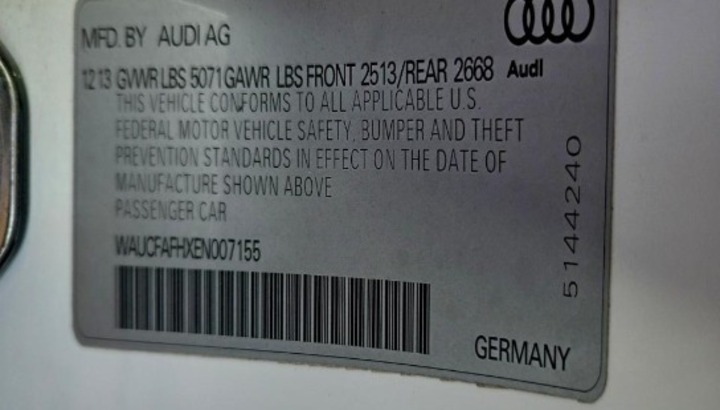 MFD. BY AUDI AG
12 13 GVWR LBS 5071 GAWR LBS FRONT 2513/REAR 2668 Audi
THIS VEHICLE CONFORMS TO ALL APPLICABLE U.S.
FEDERAL MOTOR VEHICLE SAFETY, BUMPER AND THEFT
PREVENTION STANDARDS IN EFFECT ON THE DATE OF
MANUFACTURE SHOWN ABOVE
PASSENGER CAR
WAUCFAFHXEN007155
5144240
GERMANY